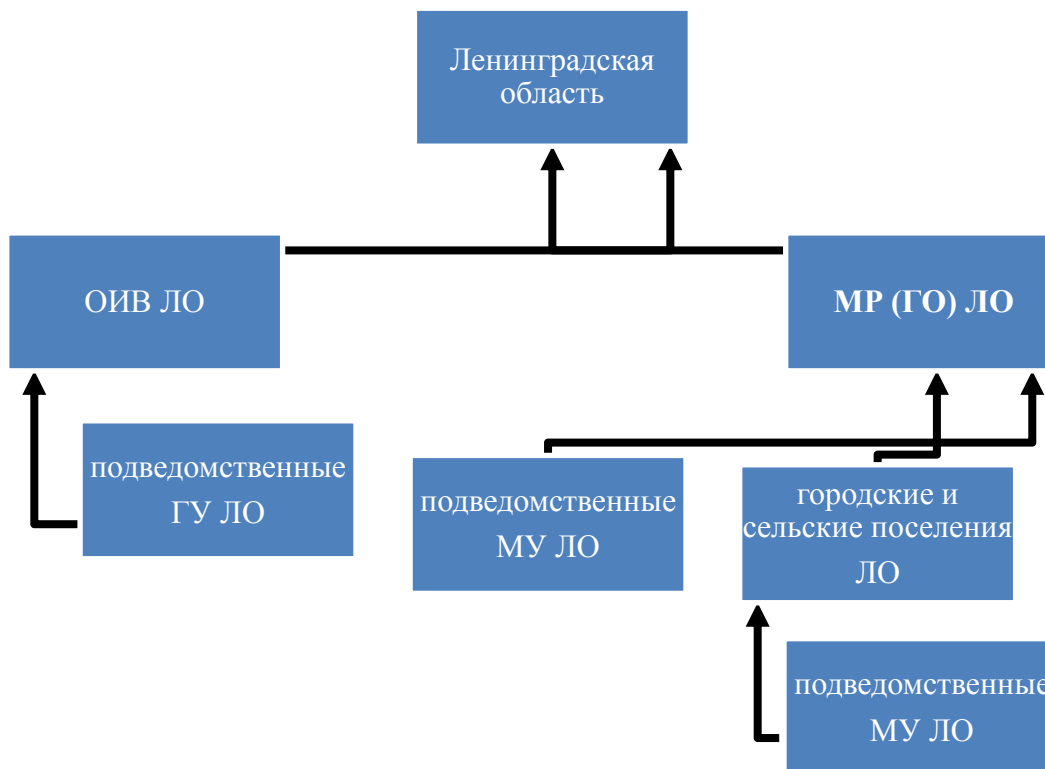 Ленинградская
область
ОИВ ЛО
МР (ГО) ЛО
подведомственные
ГУ ЛО
подведомственные
МУ ЛО
городские и
сельские поселения
ЛО
подведомственные
МУ ЛО